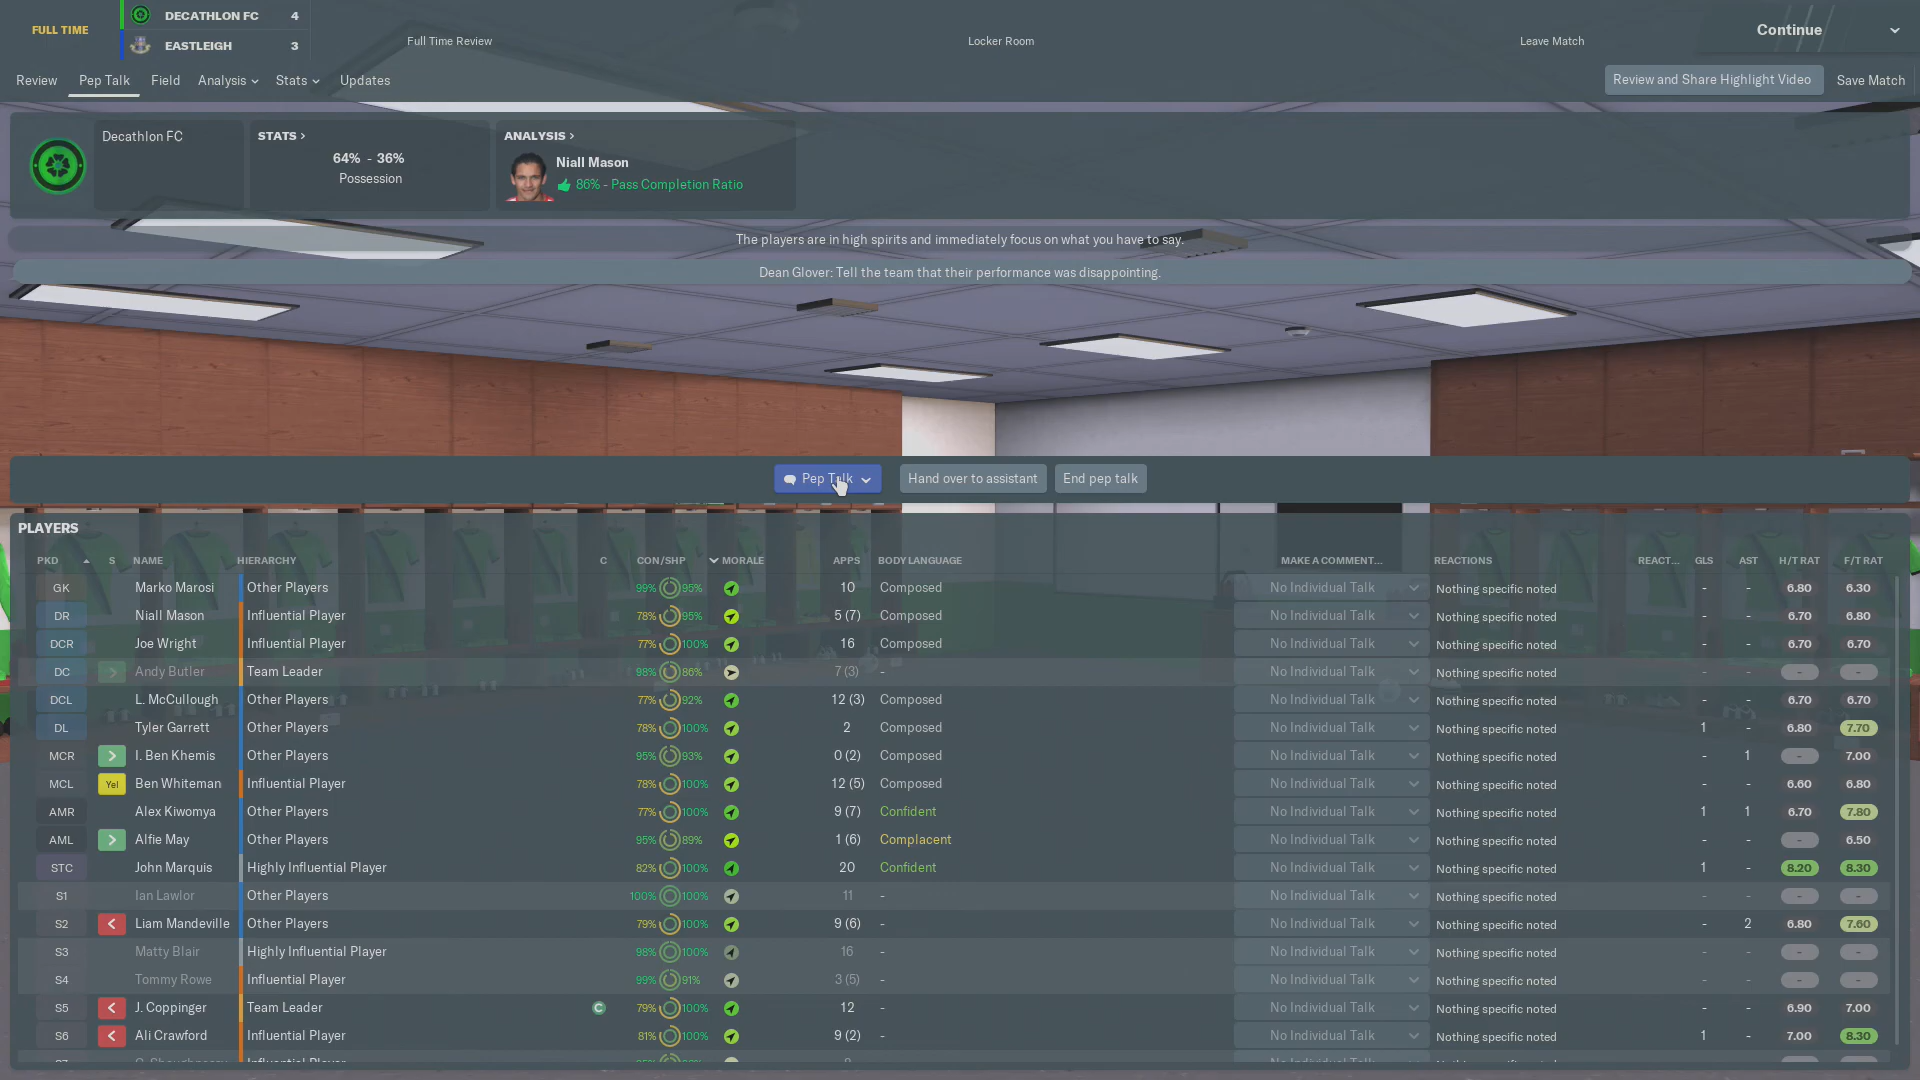 FULL TIME
DECATHLON FC 4
EASTLEIGH 3
Full Time Review
Locker Room
Leave Match
Continue
Review Pep Talk Field Analysis Stats Updates
Review and Share Highlight Video Save Match
Decathlon FC
STATS >
64% - 36%
Possession
ANALYSIS >
Niall Mason
86% - Pass Completion Ratio
The players are in high spirits and immediately focus on what you have to say.
Dean Glover: Tell the team that their performance was disappointing.
Pep Talk Hand over to assistant End pep talk
PLAYERS
PKD S NAME HIERARCHY C CON/SHP MORALE APPS BODY LANGUAGE MAKE A COMMENT... REACTIONS REACT... GLS AST H/T RAT F/T RAT
GK Marko Marosi Other Players 99% 95% 10 Composed No Individual Talk Nothing specific noted - - 6.80 6.30
DR Niall Mason Influential Player 78% 95% 5 (7) Composed No Individual Talk Nothing specific noted - - 6.70 6.80
DCR Joe Wright Influential Player 77% 100% 16 Composed No Individual Talk Nothing specific noted - - 6.70 6.70
DC Andy Butler Team Leader 98% 86% 7 (3) - No Individual Talk Nothing specific noted - - - -
DCL L. McCullough Other Players 77% 92% 12 (3) Composed No Individual Talk Nothing specific noted - - 6.70 6.70
DL Tyler Garrett Other Players 78% 100% 2 Composed No Individual Talk Nothing specific noted 1 - 6.80 7.70
MCR I. Ben Khemis Other Players 95% 93% 0 (2) Composed No Individual Talk Nothing specific noted - 1 - 7.00
MCL Yel Ben Whiteman Influential Player 78% 100% 12 (5) Composed No Individual Talk Nothing specific noted - - 6.60 6.80
AMR Alex Kiwomya Other Players 77% 100% 9 (7) Confident No Individual Talk Nothing specific noted 1 1 6.70 7.80
AML Alfie May Other Players 95% 89% 1 (6) Complacent No Individual Talk Nothing specific noted - - - 6.50
STC John Marquis Highly Influential Player 82% 100% 20 Confident No Individual Talk Nothing specific noted 1 - 8.20 8.30
S1 Ian Lawlor Other Players 100% 100% 11 - No Individual Talk Nothing specific noted - - - -
S2 Liam Mandeville Other Players 79% 100% 9 (6) - No Individual Talk Nothing specific noted - 2 6.80 7.60
S3 Matty Blair Highly Influential Player 98% 100% 16 - No Individual Talk Nothing specific noted - - - -
S4 Tommy Rowe Influential Player 99% 91% 3 (5) - No Individual Talk Nothing specific noted - - - -
S5 J. Coppinger Team Leader C 79% 100% 12 - No Individual Talk Nothing specific noted - - 6.90 7.00
S6 Ali Crawford Influential Player 81% 100% 9 (2) - No Individual Talk Nothing specific noted 1 - 7.00 8.30
Influential Player No Individual Talk Nothing specific noted